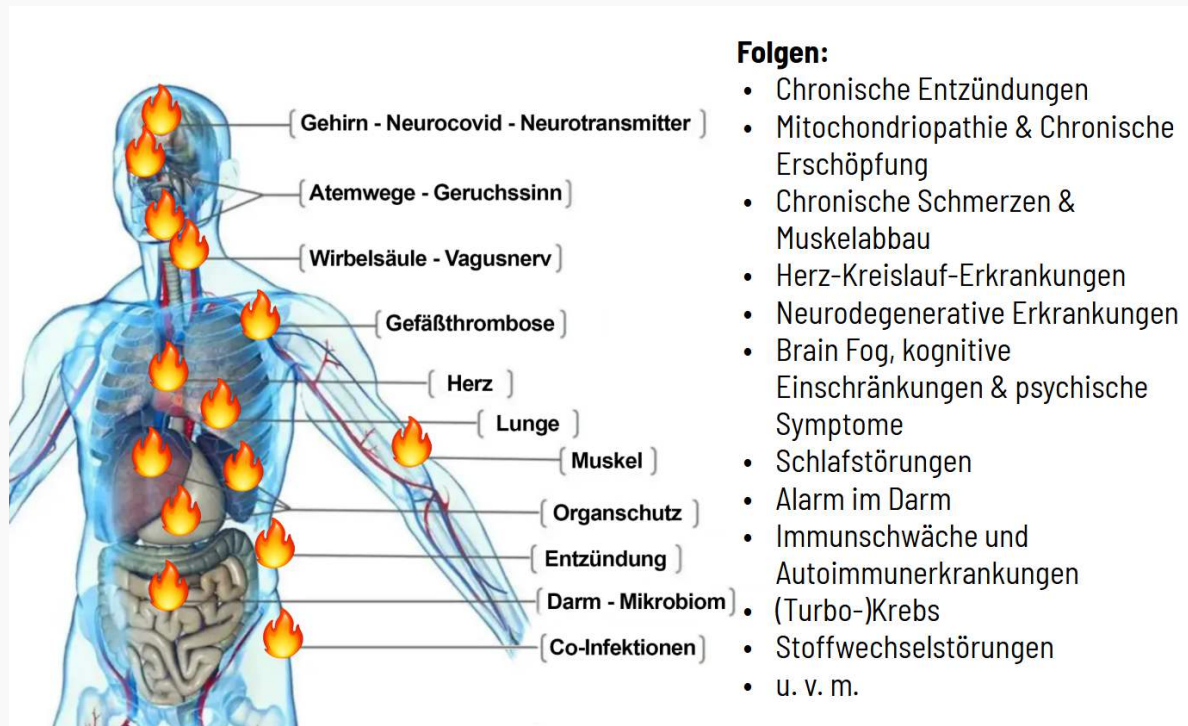 Gehirn - Neurocovid - Neurotransmitter
Atemwege - Geruchssinn
Wirbelsäule - Vagusnerv
Gefäßthrombose
Herz
Lunge
Muskel
Organschutz
Entzündung
Darm - Mikrobiom
Co-Infektionen
Folgen:
• Chronische Entzündungen
• Mitochondriopathie & Chronische
Erschöpfung
• Chronische Schmerzen &
Muskelabbau
• Herz-Kreislauf-Erkrankungen
• Neurodegenerative Erkrankungen
• Brain Fog, kognitive
Einschränkungen & psychische
Symptome
• Schlafstörungen
• Alarm im Darm
• Immunschwäche und
Autoimmunerkrankungen
• (Turbo-)Krebs
• Stoffwechselstörungen
• u. v. m.